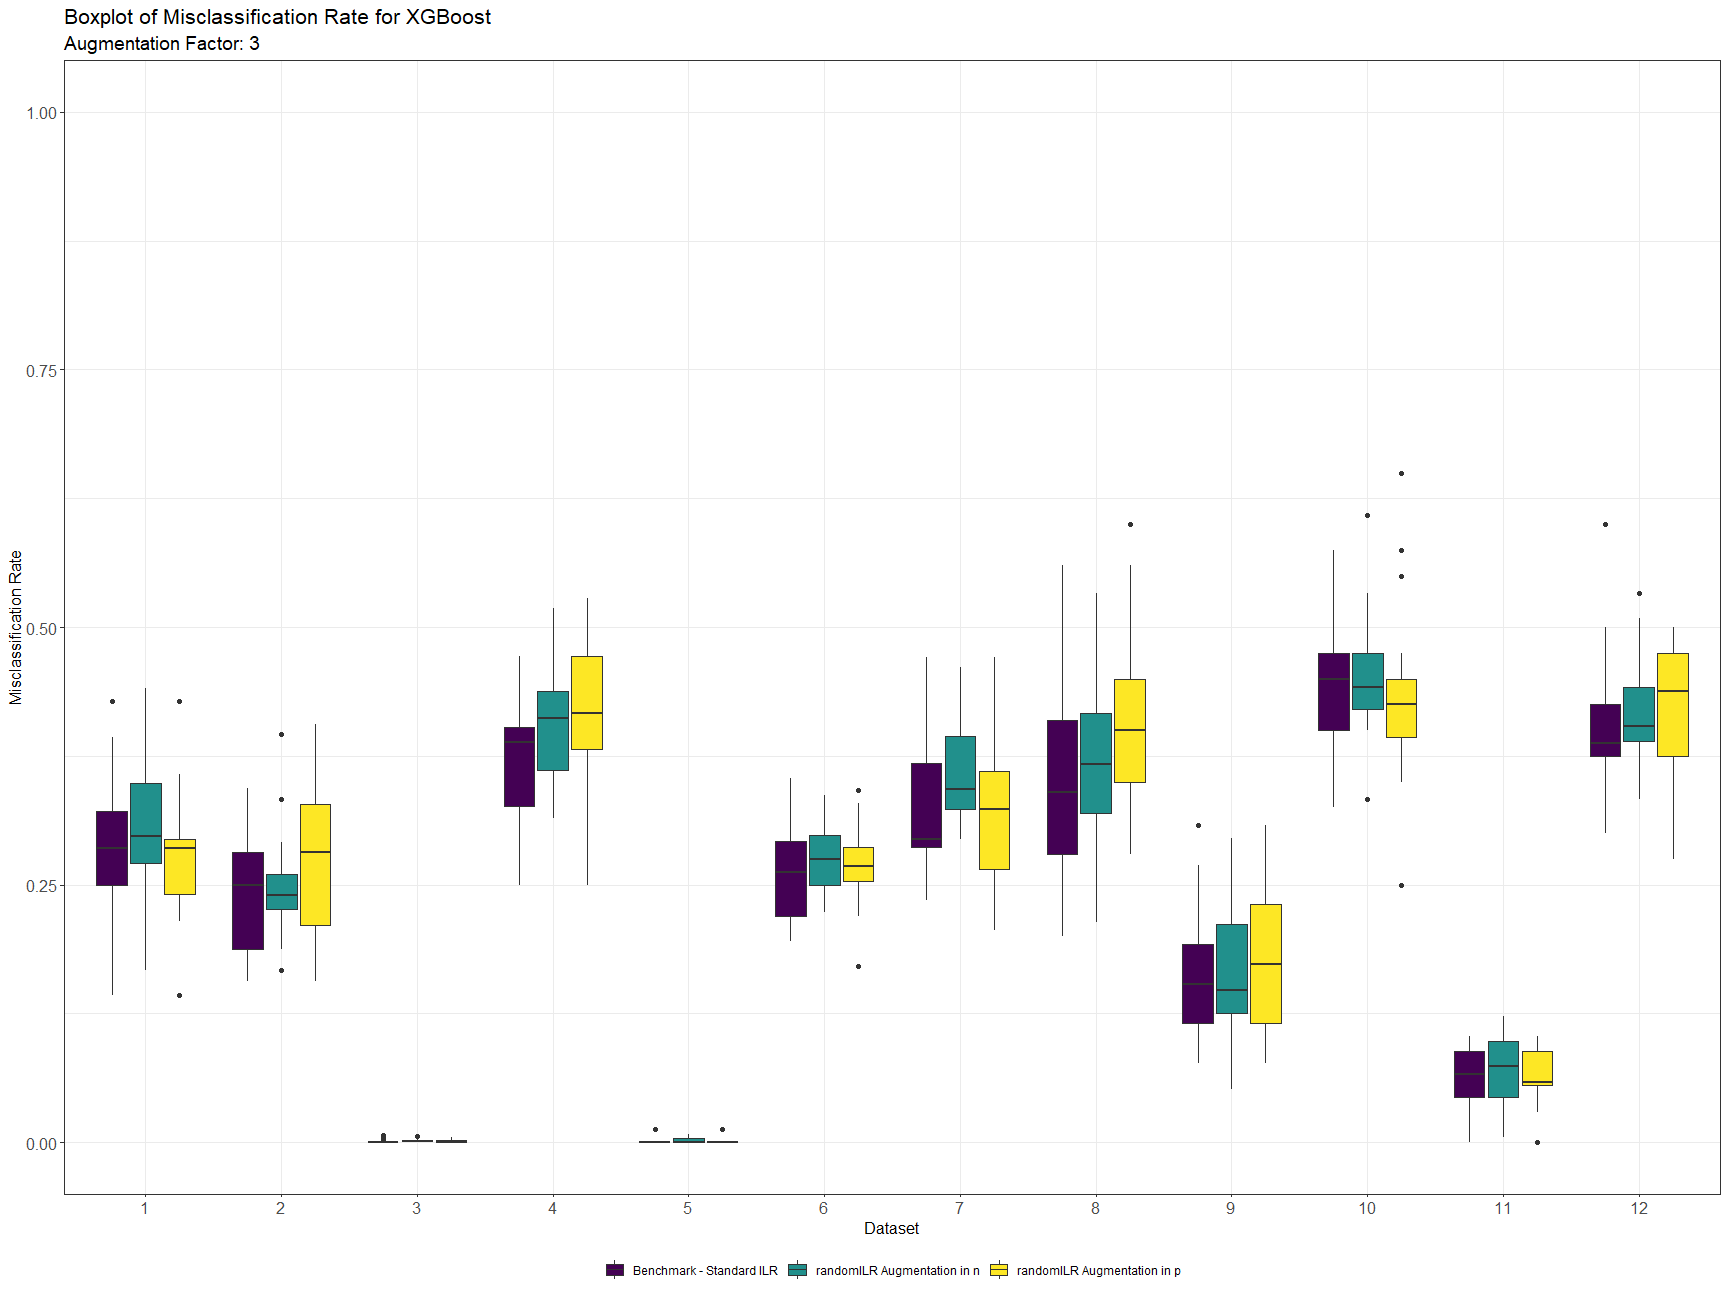 Boxplot of Misclassification Rate for XGBoost
Augmentation Factor: 3
1.00
0.75
0.50
0.25
0.00
Misclassification Rate
1 2 3 4 5 6 7 8 9 10 11 12
Dataset
Benchmark - Standard ILR randomILR Augmentation in n randomILR Augmentation in p